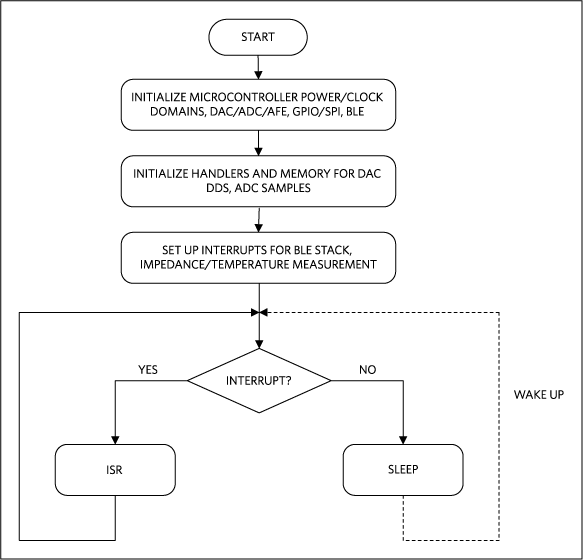 START
INITIALIZE MICROCONTROLLER POWER/CLOCK
DOMAINS, DAC/ADC/AFE, GPIO/SPI, BLE
INITIALIZE HANDLERS AND MEMORY FOR DAC
DDS, ADC SAMPLES
SET UP INTERRUPTS FOR BLE STACK,
IMPEDANCE/TEMPERATURE MEASUREMENT
YES
INTERRUPT?
NO
WAKE UP
ISR
SLEEP